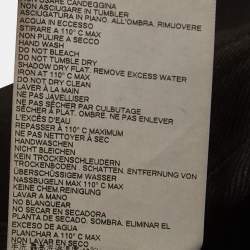 USARE CANDEGGINA
NON ASCIUGARE IN TUMBLER
ASCIUGATURA IN PIANO, ALL'OMBRA. RIMUOVERE
ACQUA IN ECCESSO
STIRARE A 110° C MAX
NON PULIRE A SECCO
HAND WASH
DO NOT BLEACH
DO NOT TUMBLE DRY
SHADOW DRY FLAT. REMOVE EXCESS WATER
IRON AT 110° C MAX
DO NOT DRY CLEAN
LAVER À LA MAIN
NE PAS BLANCHIR
NE PAS SÉCHER PAR CULBUTAGE
SÉCHER À PLAT. OMBRE. NE PAS ENLEVER
L'EXCÉS D'EAU
REPASSER À 110° C MAXIMUM
NE PAS NETTOYER À SEC
HANDWASCHEN
NICHT BLEICHEN
KEIN TROCKENSCHLEUDERN
TROCKENBODEN. SCHATTEN, ENTFERNUNG VON
ÜBERSCHÜSSIGEM WASSER
NASSBÜGELN MAX 110° C MAX
KEINE CHEM.REINIGUNG
LAVAR A MANO
NO BLANQUEAR
NO SECAR EN SECADORA
PLANTA DE SECADO. SOMBRA. ELIMINAR EL
EXCESO DE AGUA
PLANCHAR A 110° C MAX
NON LAVAR EN SECO